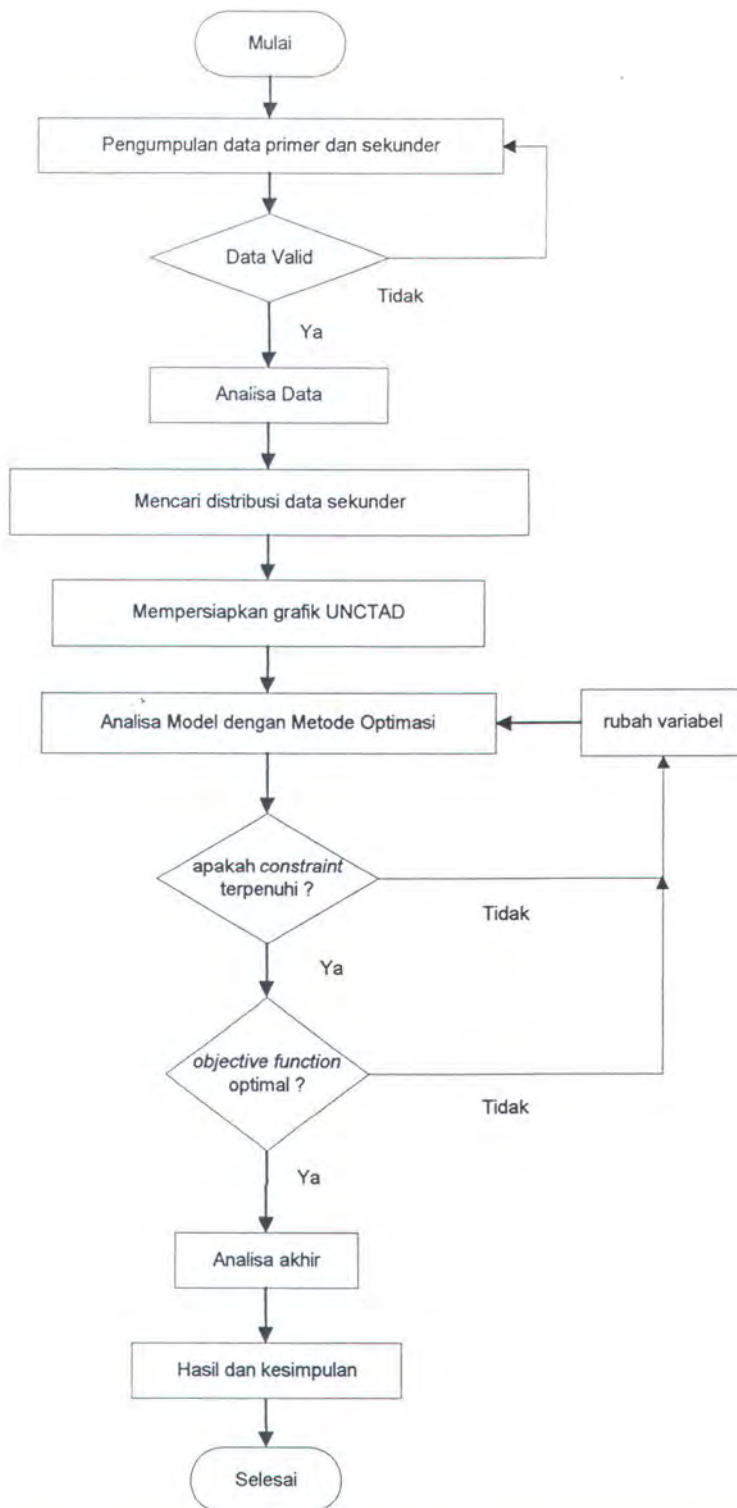 Mulai
Pengumpulan data primer dan sekunder
Data Valid
Tidak
Ya
Analisa Data
Mencari distribusi data sekunder
Mempersiapkan grafik UNCTAD
Analisa Model dengan Metode Optimasi
rubah variabel
apakah constraint
terpenuhi ?
Tidak
Ya
objective function
optimal ?
Tidak
Ya
Analisa akhir
Hasil dan kesimpulan
Selesai